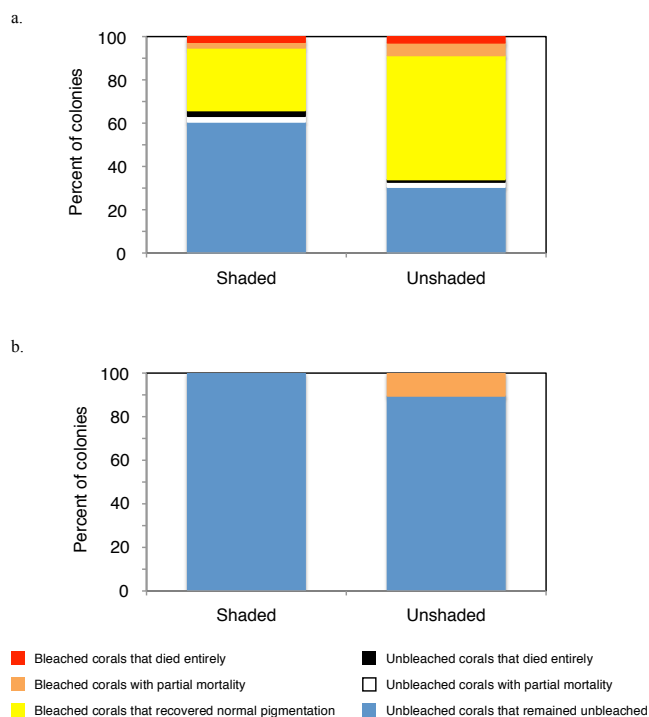 a.
100
80
60
40
20
0
Percent of colonies
Shaded Unshaded
b.
100
80
60
40
20
0
Percent of colonies
Shaded Unshaded
Bleached corals that died entirely
Bleached corals with partial mortality
Bleached corals that recovered normal pigmentation
Unbleached corals that died entirely
Unbleached corals with partial mortality
Unbleached corals that remained unbleached